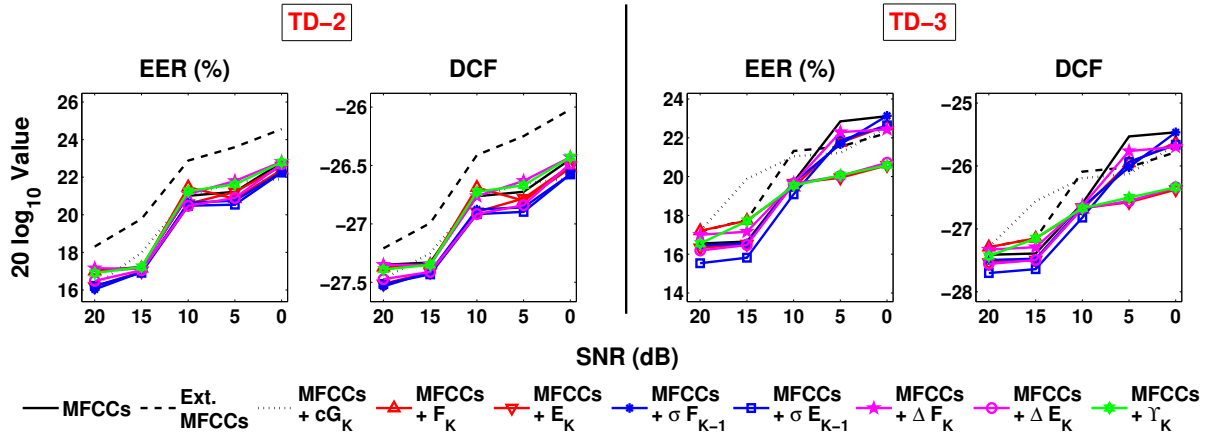 TD−2
TD−3
EER (%)
DCF
EER (%)
DCF
20 log10 Value
26
24
22
20
18
16
20 15 10 5 0
−26
−26.5
−27
−27.5
20 15 10 5 0
24
22
20
18
16
14
20 15 10 5 0
−25
−26
−27
−28
20 15 10 5 0
SNR (dB)
MFCCs
Ext.
MFCCs
MFCCs
+ cGK
MFCCs
+ FK
MFCCs
+ EK
MFCCs
+ σ FK−1
MFCCs
+ σ EK−1
MFCCs
+ Δ FK
MFCCs
+ Δ EK
MFCCs
+ ϒK